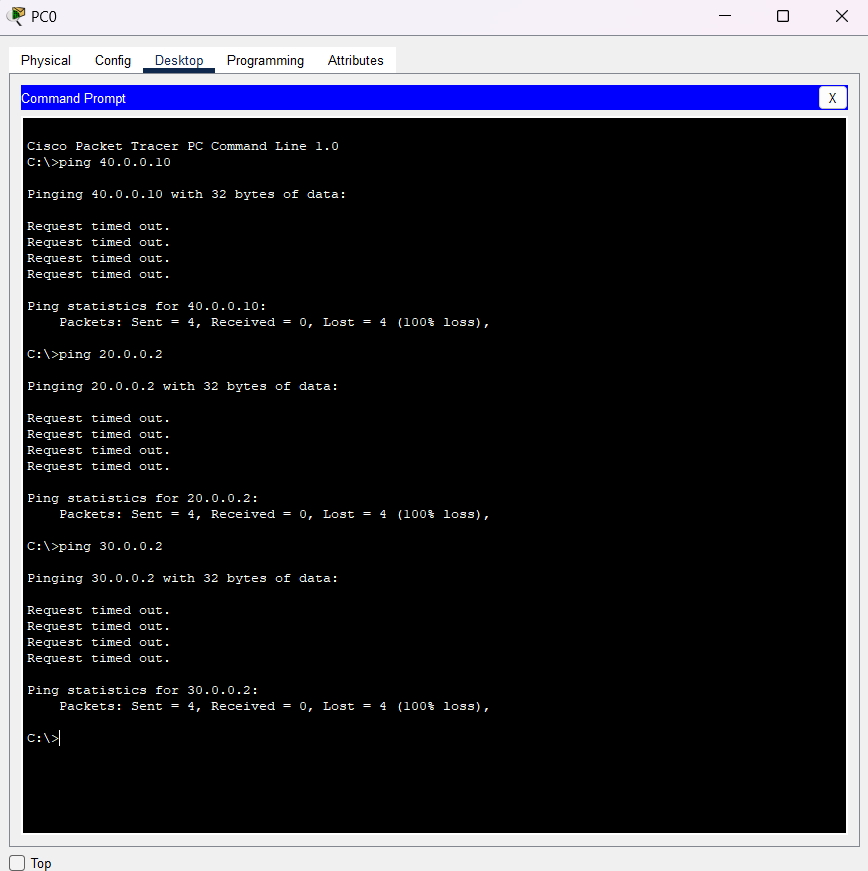 PC0
Physical Config Desktop Programming Attributes
Command Prompt X
Cisco Packet Tracer PC Command Line 1.0
C:\>ping 40.0.0.10
Pinging 40.0.0.10 with 32 bytes of data:
Request timed out.
Request timed out.
Request timed out.
Request timed out.
Ping statistics for 40.0.0.10:
    Packets: Sent = 4, Received = 0, Lost = 4 (100% loss),
C:\>ping 20.0.0.2
Pinging 20.0.0.2 with 32 bytes of data:
Request timed out.
Request timed out.
Request timed out.
Request timed out.
Ping statistics for 20.0.0.2:
    Packets: Sent = 4, Received = 0, Lost = 4 (100% loss),
C:\>ping 30.0.0.2
Pinging 30.0.0.2 with 32 bytes of data:
Request timed out.
Request timed out.
Request timed out.
Request timed out.
Ping statistics for 30.0.0.2:
    Packets: Sent = 4, Received = 0, Lost = 4 (100% loss),
C:\>
Top